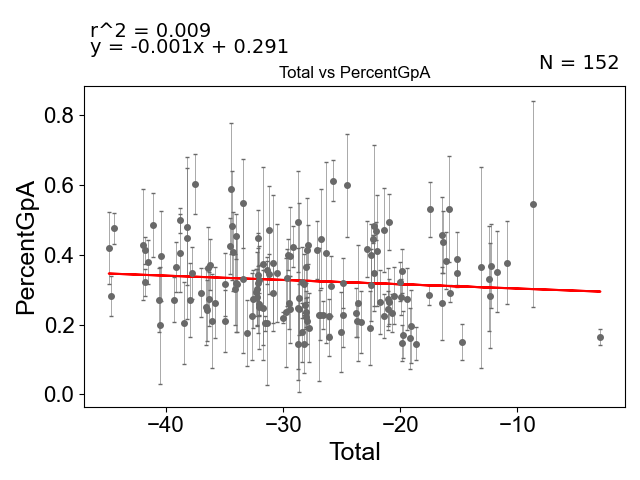 r^2 = 0.009
y = -0.001x + 0.291
N = 152
Total vs PercentGpA
PercentGpA
0.8
0.6
0.4
0.2
0.0
−40
−30
−20
−10
Total